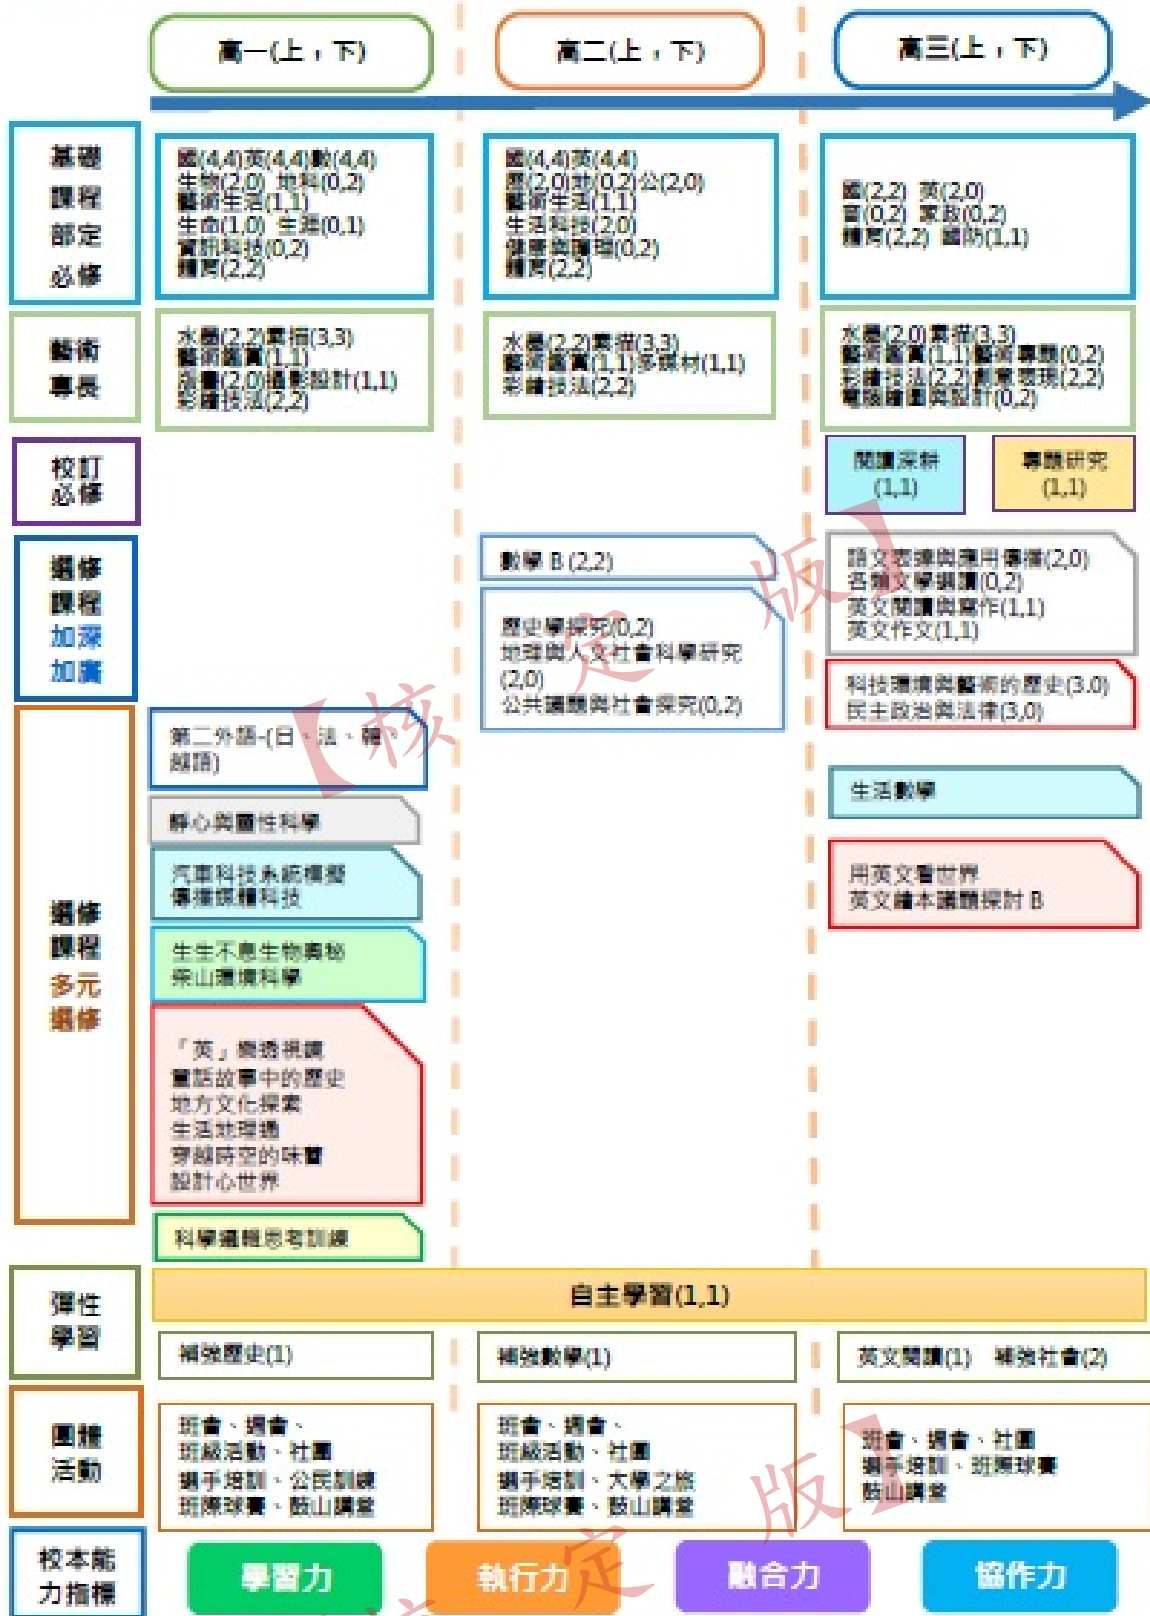 高一(上，下)
高二(上，下)
高三(上，下)
基礎
課程
部定
必修
國(4,4)英(4,4)數(4,4)
生物(2,0) 地科(0,2)
藝術生活(1,1)
生命(1,0) 生涯(0,1)
資訊科技(0,2)
體育(2,2)
國(4,4)英(4,4)
歷(2,0)地(0,2)公(2,0)
藝術生活(1,1)
生活科技(2,0)
健康與護理(0,2)
體育(2,2)
國(2,2) 英(2,0)
音(0,2) 家政(0,2)
體育(2,2) 國防(1,1)
藝術
專長
水墨(2,2)素描(3,3)
藝術鑑賞(1,1)
版畫(2,0)攝影設計(1,1)
彩繪技法(2,2)
水墨(2,2)素描(3,3)
藝術鑑賞(1,1)多媒材(1,1)
彩繪技法(2,2)
水墨(2,0)素描(3,3)
藝術鑑賞(1,1)藝術專題(0,2)
彩繪技法(2,2)創意表現(2,2)
電腦繪圖與設計(0,2)
校訂
必修
閱讀深耕
(1,1)
專題研究
(1,1)
選修
課程
加深
加廣
數學 B (2,2)
歷史學探究(0,2)
地理與人文社會科學研究
(2,0)
公共議題與社會探究(0,2)
語文表達與應用傳播(2,0)
各類文學選讀(0,2)
英文閱讀與寫作(1,1)
英文作文(1,1)
科技環境與藝術的歷史(3.0)
民主政治與法律(3,0)
選修
課程
多元
選修
第二外語-(日、法、韓、
越語)
靜心與靈性科學
汽車科技系統模擬
傳播媒體科技
生生不息生物奧秘
柴山環境科學
「英」樂透視鏡
童話故事中的歷史
地方文化探索
生活地理通
穿越時空的味蕾
設計心世界
科學邏輯思考訓練
生活數學
用英文看世界
英文繪本議題探討 B
彈性
學習
自主學習(1,1)
補強歷史(1)
補強數學(1)
英文閱讀(1) 補強社會(2)
團體
活動
班會、週會、
班級活動、社團
選手培訓、公民訓練
班際球賽、鼓山講堂
班會、週會、
班級活動、社團
選手培訓、大學之旅
班際球賽、鼓山講堂
班會、週會、社團
選手培訓、班際球賽
鼓山講堂
校本能
力指標
學習力
執行力
融合力
協作力
【核定版】
核定版】